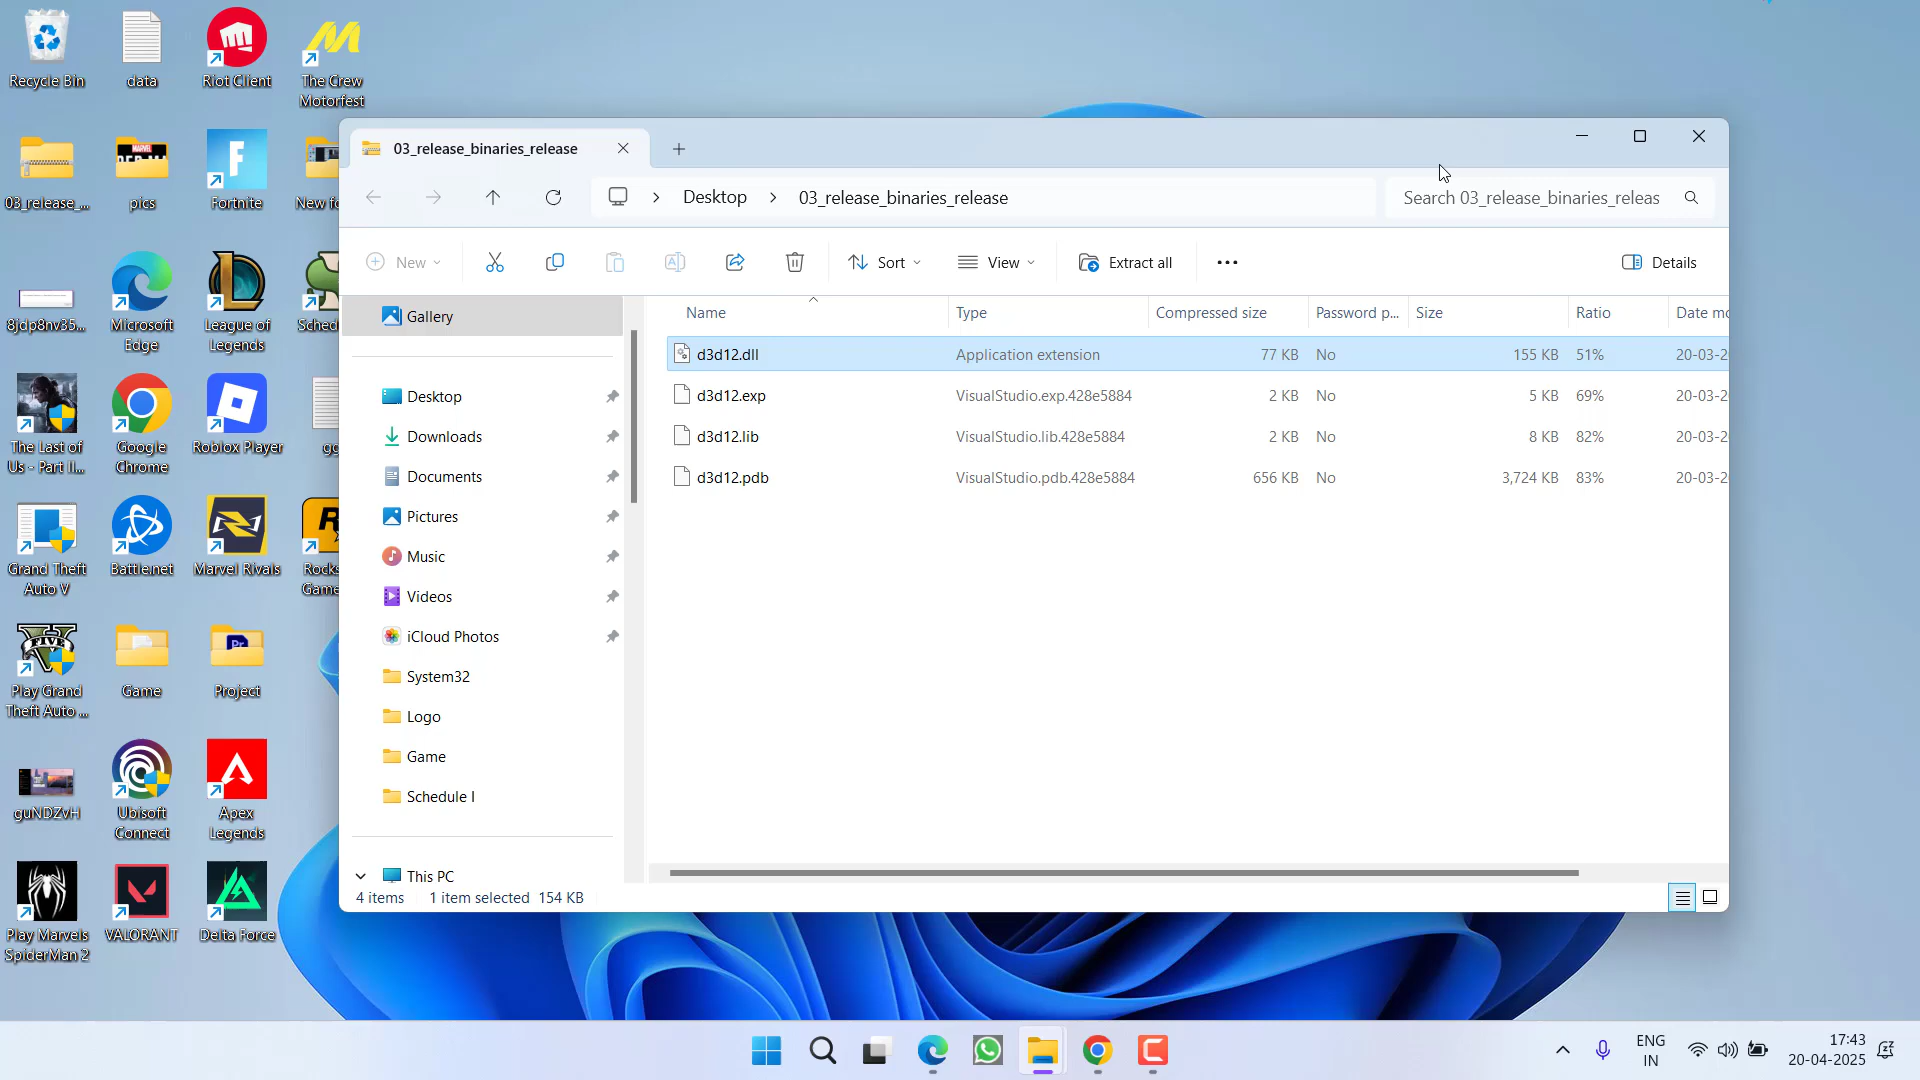 Recycle Bin
data
Riot Client
The Crew
Motorfest
03_release_...
pics
Fortnite
New fo
8jdp8nv35...
Microsoft
Edge
League of
Legends
Sched
The Last of
Us - Part II...
Google
Chrome
Roblox Player
gg
Grand Theft
Auto V
Battle.net
Marvel Rivals
Rocks
Game
Play Grand
Theft Auto ...
Game
Project
guNDZvH
Ubisoft
Connect
Apex
Legends
Play Marvels
SpiderMan 2
VALORANT
Delta Force
03_release_binaries_release
Desktop
03_release_binaries_release
Search 03_release_binaries_releas
New
Sort
View
Extract all
Details
Gallery
Desktop
Downloads
Documents
Pictures
Music
Videos
iCloud Photos
System32
Logo
Game
Schedule I
This PC
Name Type Compressed size Password p... Size Ratio Date mo
d3d12.dll Application extension 77 KB No 155 KB 51% 20-03-2
d3d12.exp VisualStudio.exp.428e5884 2 KB No 5 KB 69% 20-03-2
d3d12.lib VisualStudio.lib.428e5884 2 KB No 8 KB 82% 20-03-2
d3d12.pdb VisualStudio.pdb.428e5884 656 KB No 3,724 KB 83% 20-03-2
4 items 1 item selected 154 KB
ENG
IN
17:43
20-04-2025